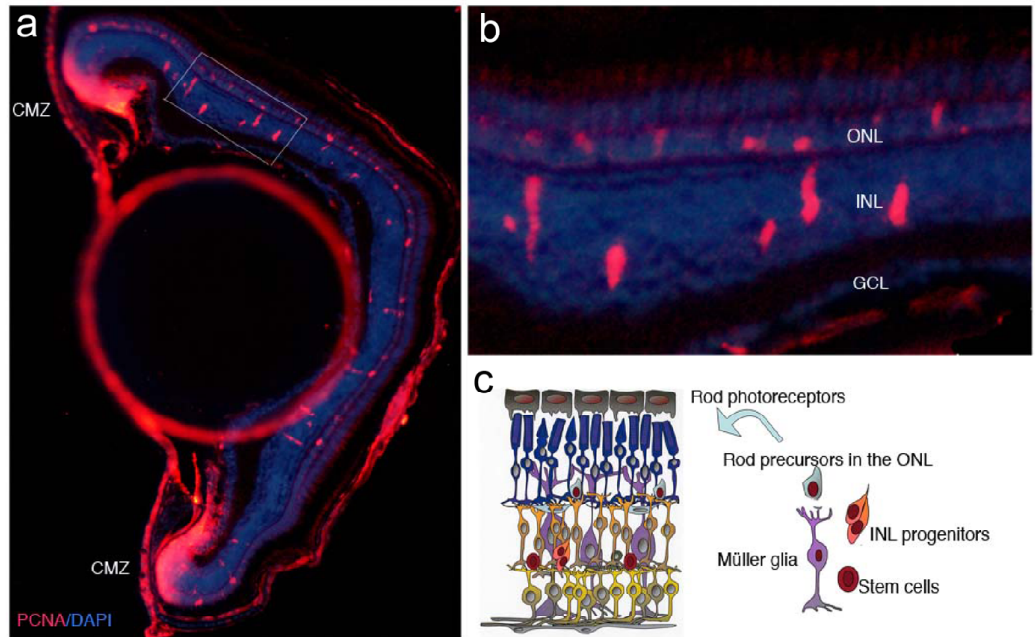 a
CMZ
CMZ
PCNA/DAPI
b
ONL
INL
GCL
c
Rod photoreceptors
Rod precursors in the ONL
INL progenitors
Müller glia
Stem cells